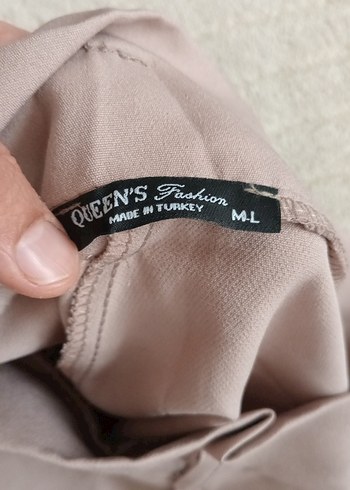 QUEEN'S Fashion
MADE IN TURKEY M-L